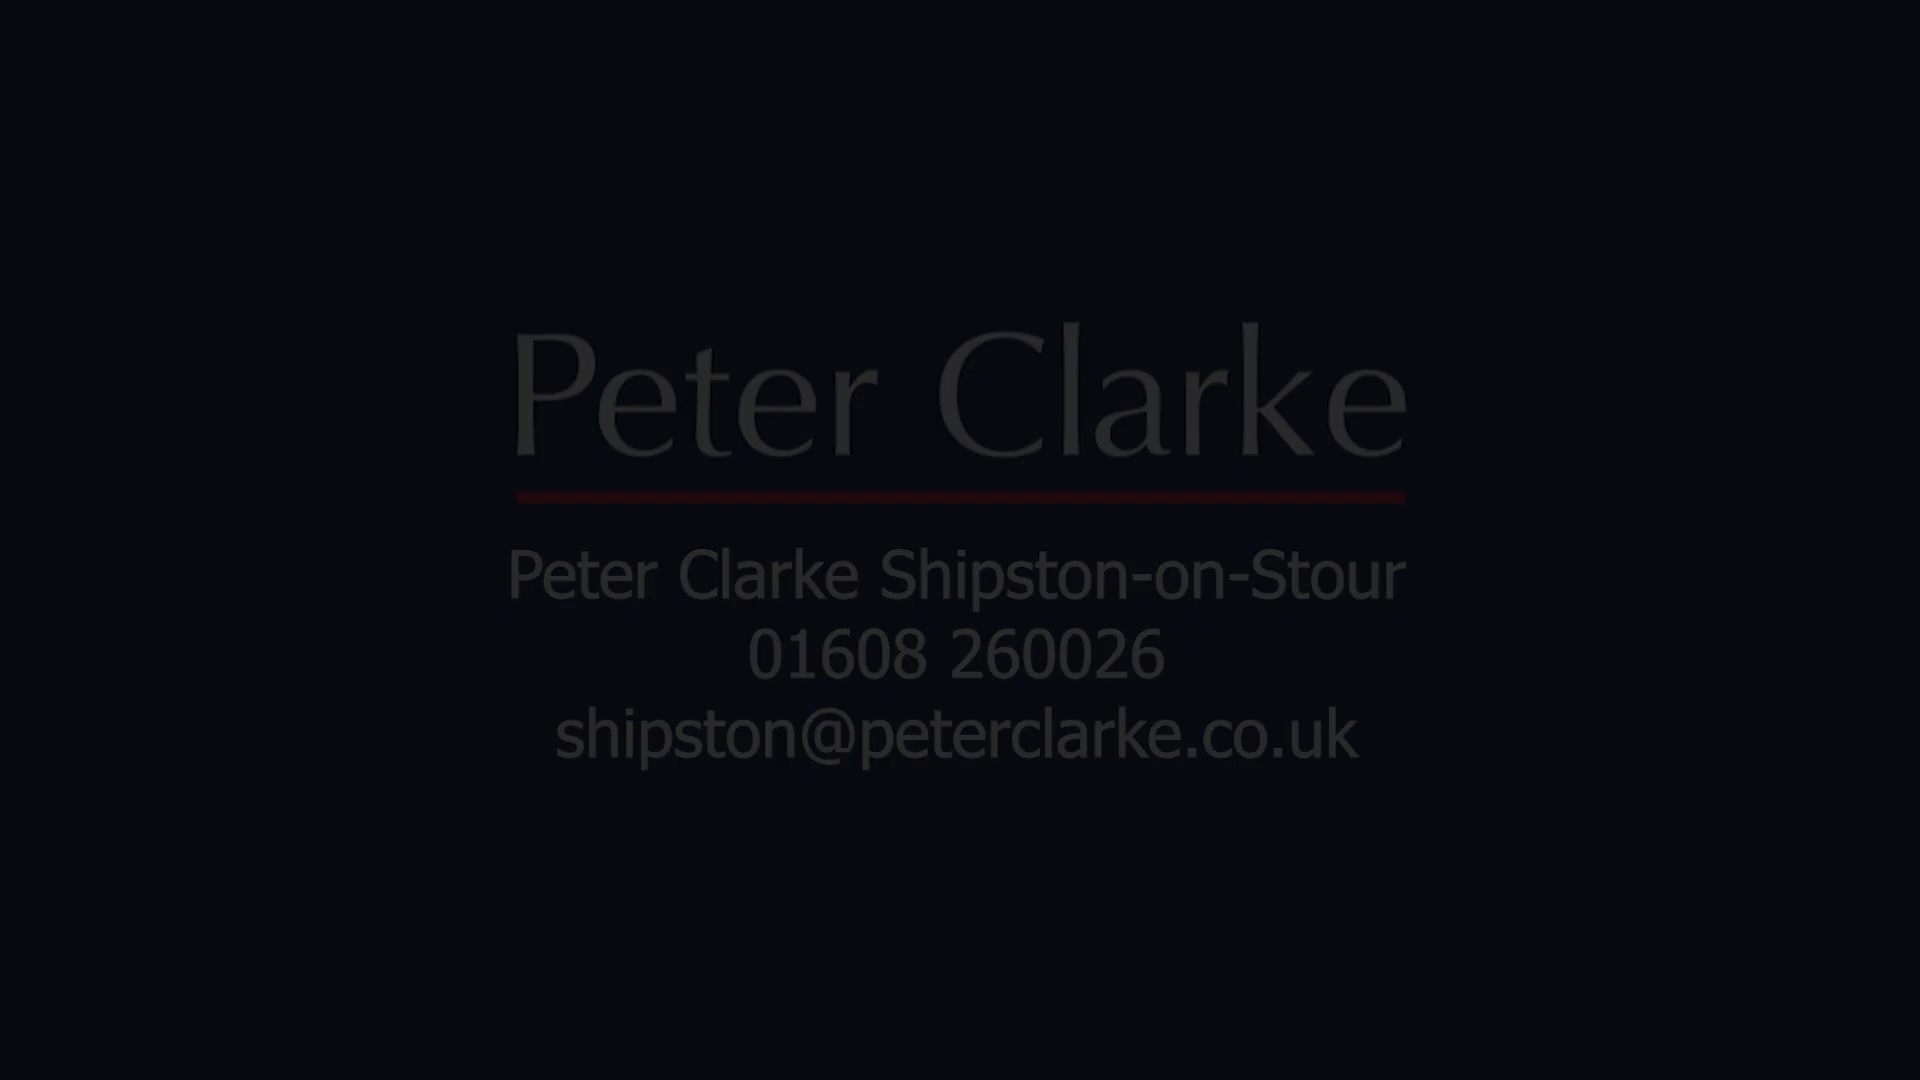 Peter Clarke
Peter Clarke Shipston-on-Stour
01608 260026
shipston@peterclarke.co.uk